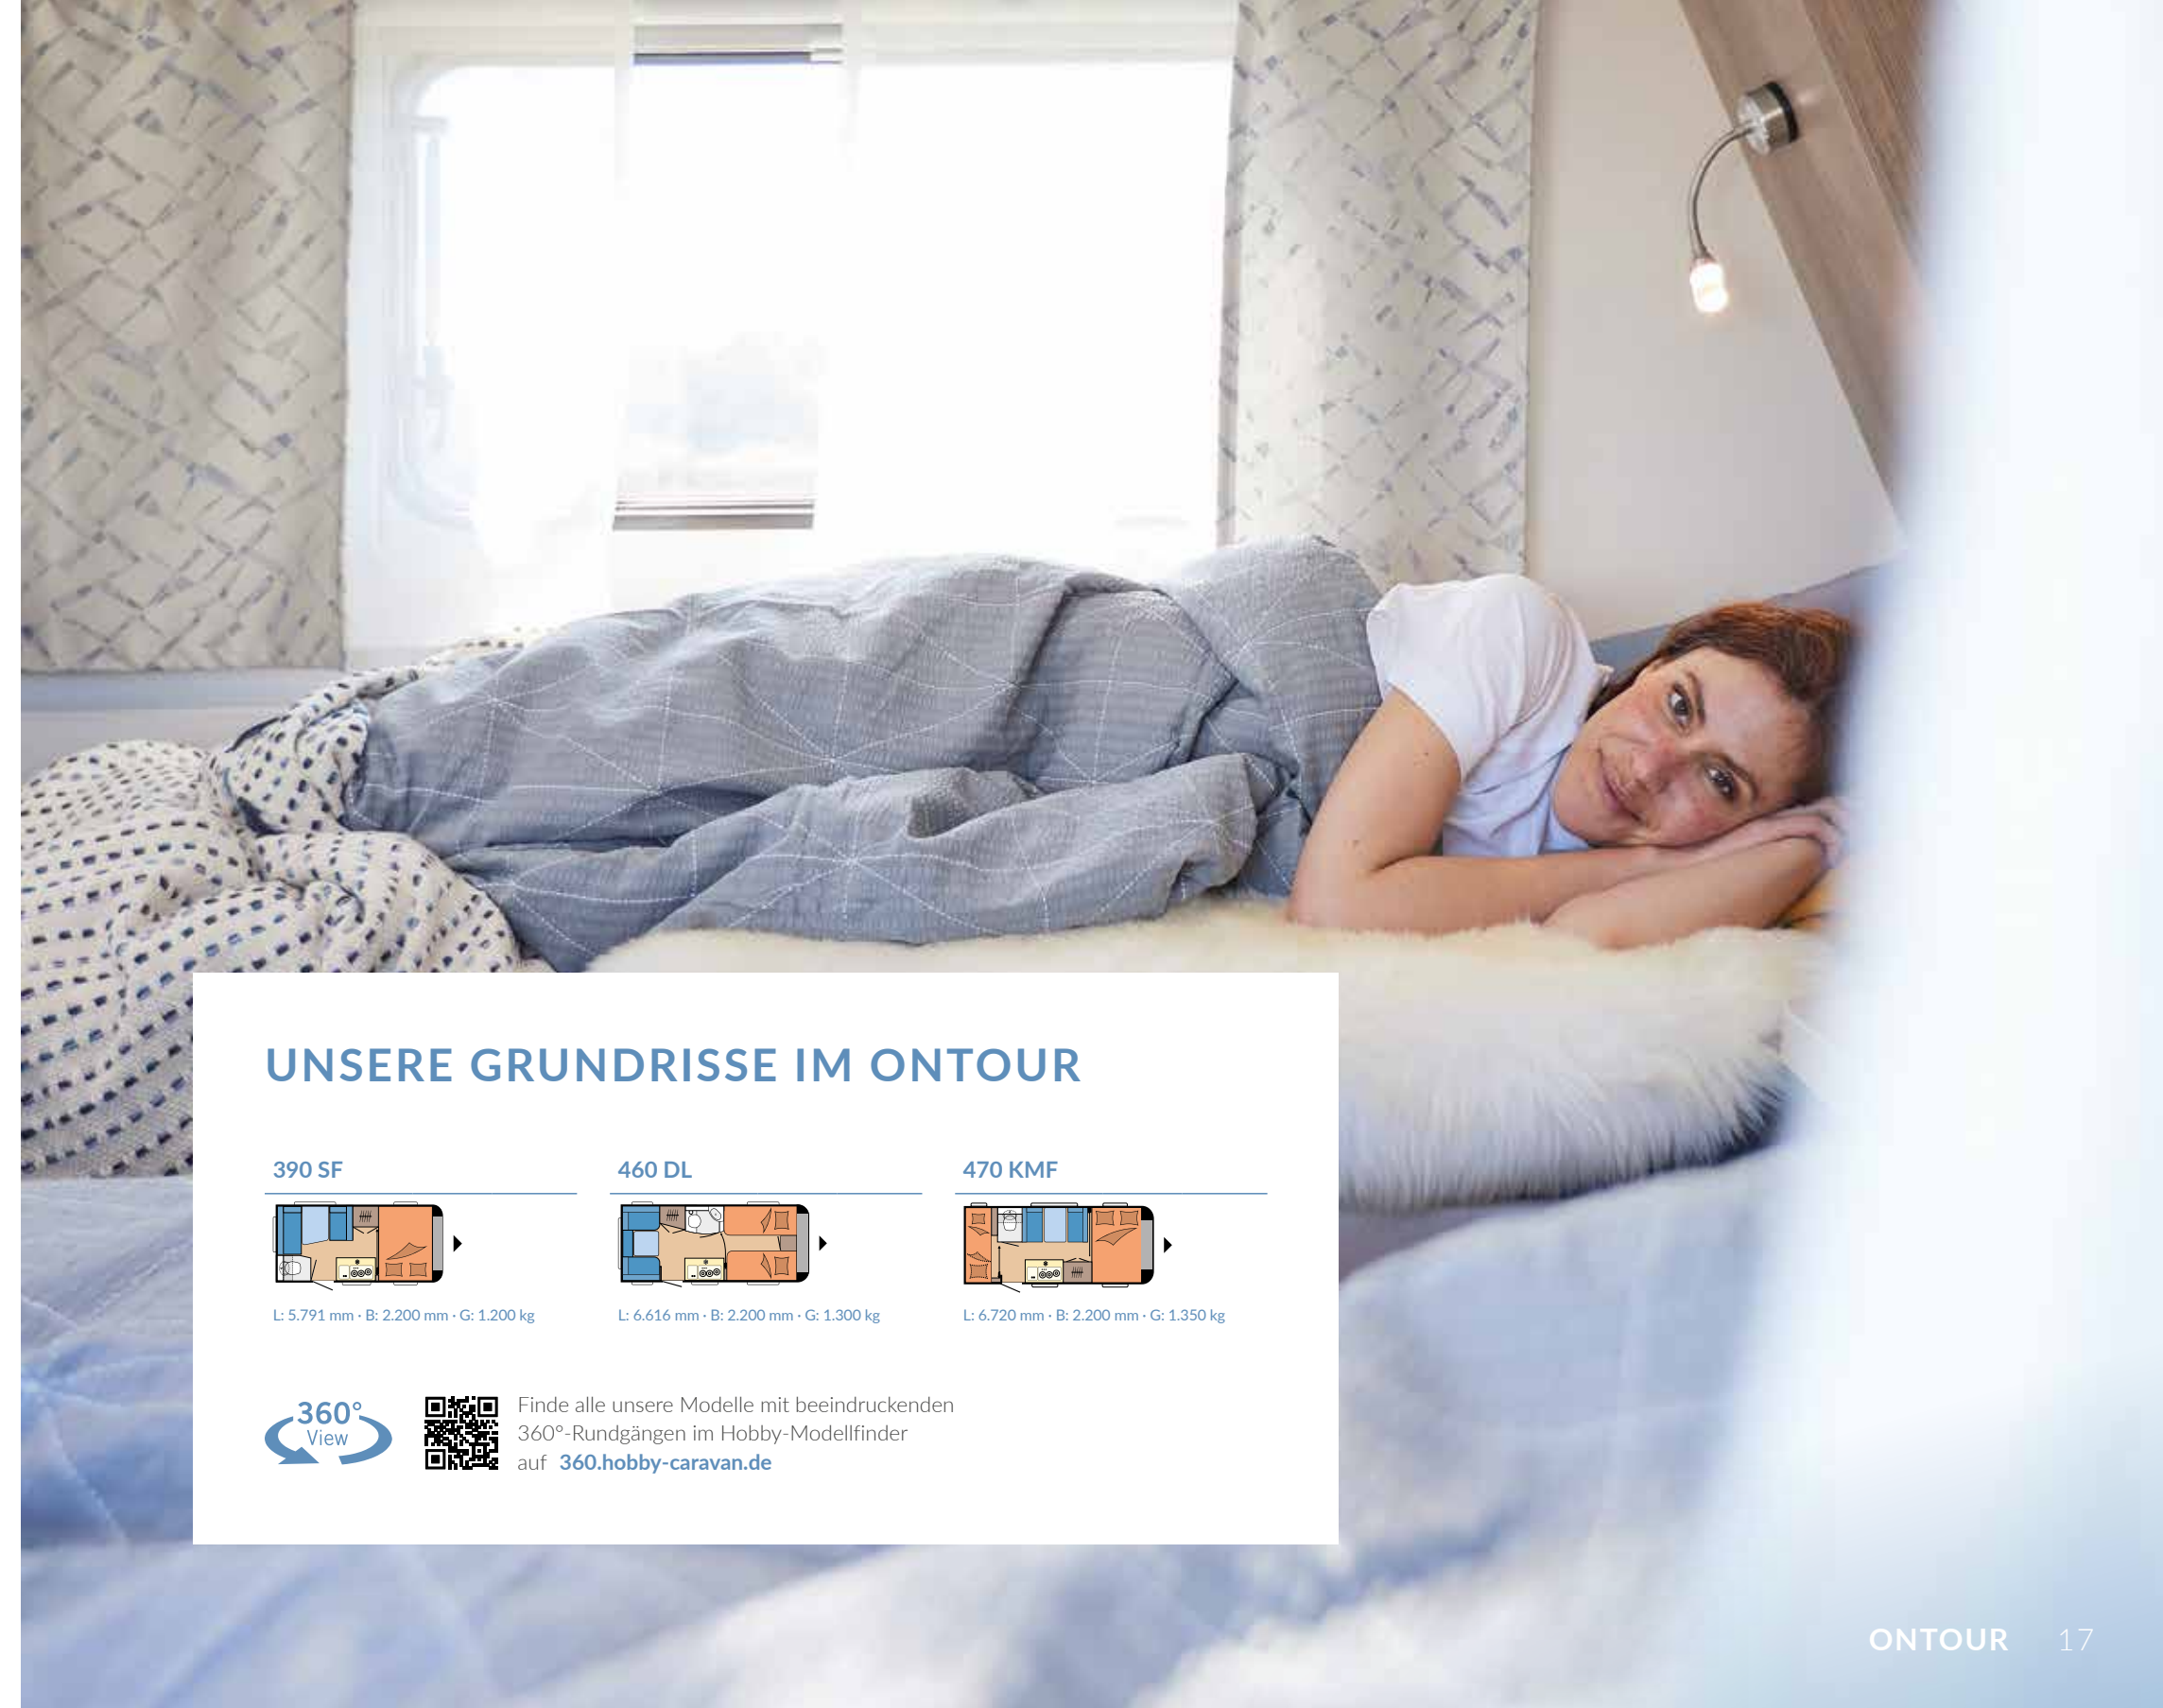 UNSERE GRUNDRISSE IM ONTOUR
390 SF
L: 5.791 mm · B: 2.200 mm · G: 1.200 kg
460 DL
L: 6.616 mm · B: 2.200 mm · G: 1.300 kg
470 KMF
L: 6.720 mm · B: 2.200 mm · G: 1.350 kg
360°
View
Finde alle unsere Modelle mit beeindruckenden
360°-Rundgängen im Hobby-Modellfinder
auf 360.hobby-caravan.de
ONTOUR 17